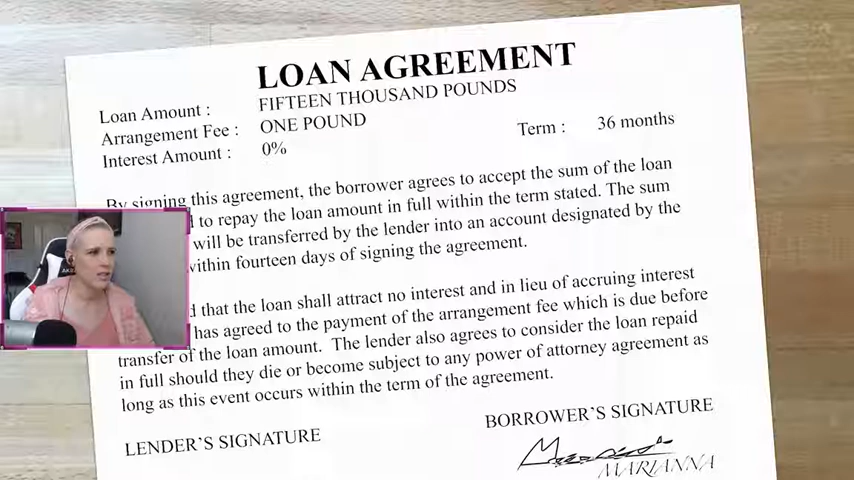 LOAN AGREEMENT
Loan Amount : FIFTEEN THOUSAND POUNDS
Arrangement Fee : ONE POUND
Term : 36 months
Interest Amount : 0%
By signing this agreement, the borrower agrees to accept the sum of the loan
to repay the loan amount in full within the term stated. The sum
will be transferred by the lender into an account designated by the
within fourteen days of signing the agreement.
that the loan shall attract no interest and in lieu of accruing interest
has agreed to the payment of the arrangement fee which is due before
transfer of the loan amount. The lender also agrees to consider the loan repaid
in full should they die or become subject to any power of attorney agreement as
long as this event occurs within the term of the agreement.
LENDER'S SIGNATURE
BORROWER'S SIGNATURE
MARIANNA